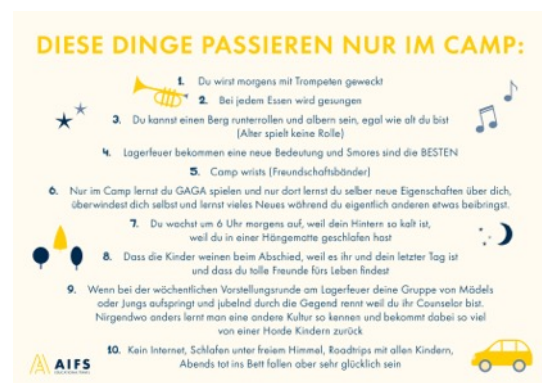 DIESE DINGE PASSIEREN NUR IM CAMP:
1. Du wirst morgens mit Trompeten geweckt
2. Bei jedem Essen wird gesungen
3. Du kannst einen Berg runterrollen und albern sein, egal wie alt du bist
(Alter spielt keine Rolle)
4. Lagerfeuer bekommen eine neue Bedeutung und Smores sind die BESTEN
5. Camp wrists (Freundschaftsbänder)
6. Nur im Camp lernst du GAGA spielen und nur dort lernst du selber neue Eigenschaften über dich,
überwindest dich selbst und lernst vieles Neues während du eigentlich anderen etwas beibringst.
7. Du wachst um 6 Uhr morgens auf, weil dein Hintern so kalt ist,
weil du in einer Hängematte geschlafen hast
8. Dass die Kinder weinen beim Abschied, weil es ihr und dein letzter Tag ist
und dass du tolle Freunde fürs Leben findest
9. Wenn bei der wöchentlichen Vorstellungsrunde am Lagerfeuer deine Gruppe von Mädels
oder Jungs aufspringt und jubelnd durch die Gegend rennt weil du ihr Counselor bist.
Nirgendwo anders lernt man eine andere Kultur so kennen und bekommt dabei so viel
von einer Horde Kindern zurück
10. Kein Internet, Schlafen unter freiem Himmel, Roadtrips mit allen Kindern,
Abends tot ins Bett fallen aber sehr glücklich sein
AIFS